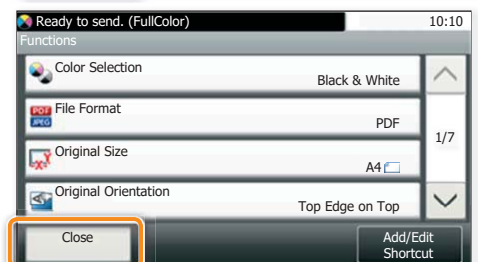 Ready to send. (FullColor) 10:10
Functions
Color Selection
Black & White
PDF
JPEG
File Format
PDF
1/7
Original Size
A4
Original Orientation
Top Edge on Top
Close
Add/Edit
Shortcut